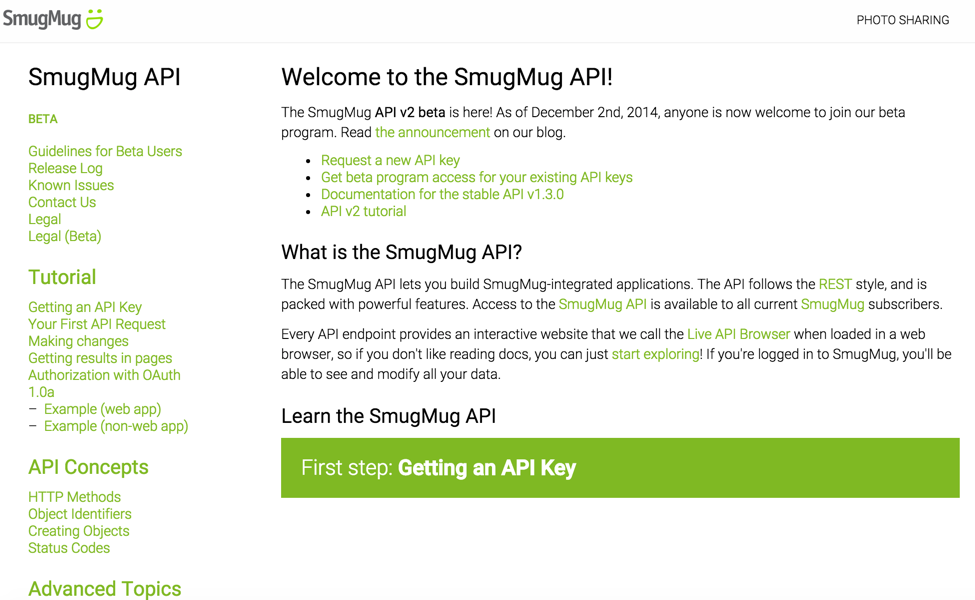 SmugMug
PHOTO SHARING
SmugMug API
BETA
Guidelines for Beta Users
Release Log
Known Issues
Contact Us
Legal
Legal (Beta)
Tutorial
Getting an API Key
Your First API Request
Making changes
Getting results in pages
Authorization with OAuth
1.0a
– Example (web app)
– Example (non-web app)
API Concepts
HTTP Methods
Object Identifiers
Creating Objects
Status Codes
Advanced Topics
Welcome to the SmugMug API!
The SmugMug API v2 beta is here! As of December 2nd, 2014, anyone is now welcome to join our beta
program. Read the announcement on our blog.
• Request a new API key
• Get beta program access for your existing API keys
• Documentation for the stable API v1.3.0
• API v2 tutorial
What is the SmugMug API?
The SmugMug API lets you build SmugMug-integrated applications. The API follows the REST style, and is
packed with powerful features. Access to the SmugMug API is available to all current SmugMug subscribers.
Every API endpoint provides an interactive website that we call the Live API Browser when loaded in a web
browser, so if you don't like reading docs, you can just start exploring! If you're logged in to SmugMug, you'll be
able to see and modify all your data.
Learn the SmugMug API
First step: Getting an API Key